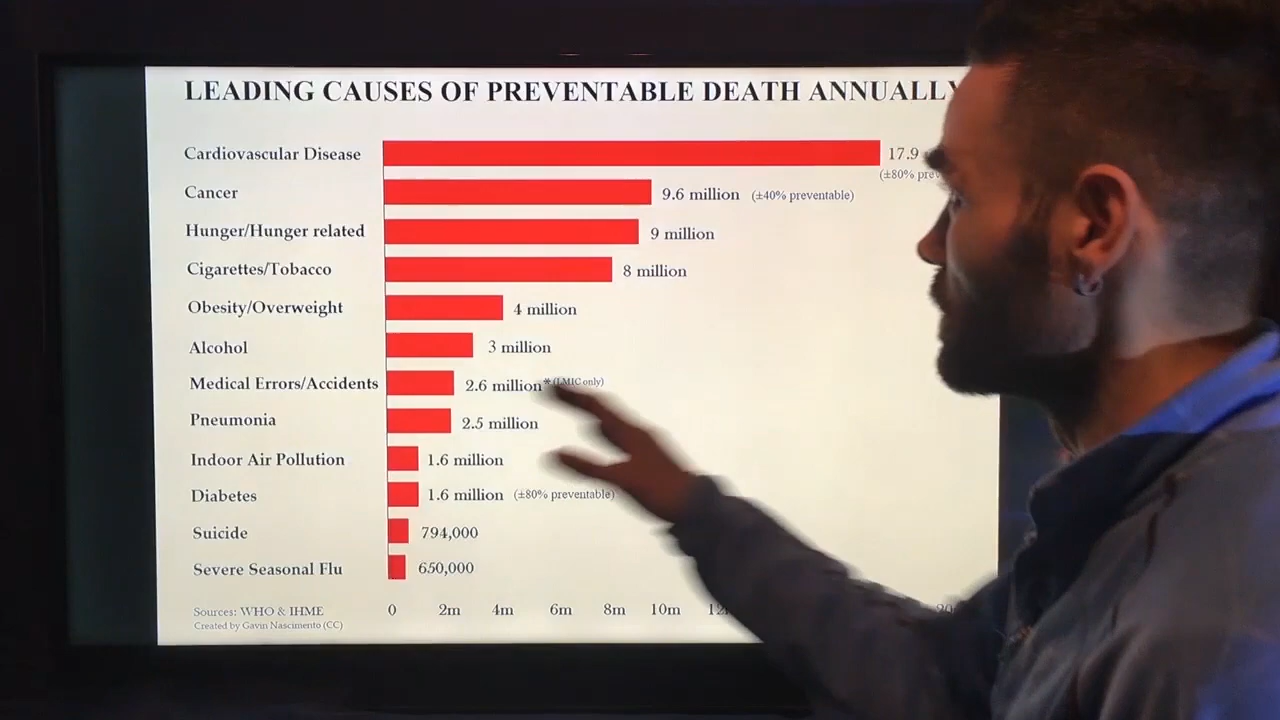 LEADING CAUSES OF PREVENTABLE DEATH ANNUALLY
Cardiovascular Disease 17.9
(±80%
Cancer 9.6 million (±40% preventable)
Hunger/Hunger related 9 million
Cigarettes/Tobacco 8 million
Obesity/Overweight 4 million
Alcohol 3 million
Medical Errors/Accidents 2.6 million* (LMIC only)
Pneumonia 2.5 million
Indoor Air Pollution 1.6 million
Diabetes 1.6 million (±80% preventable)
Suicide 794,000
Severe Seasonal Flu 650,000
0 2m 4m 6m 8m 10m
Sources: WHO & IHME
Created by Gavin Nascimento (CC)